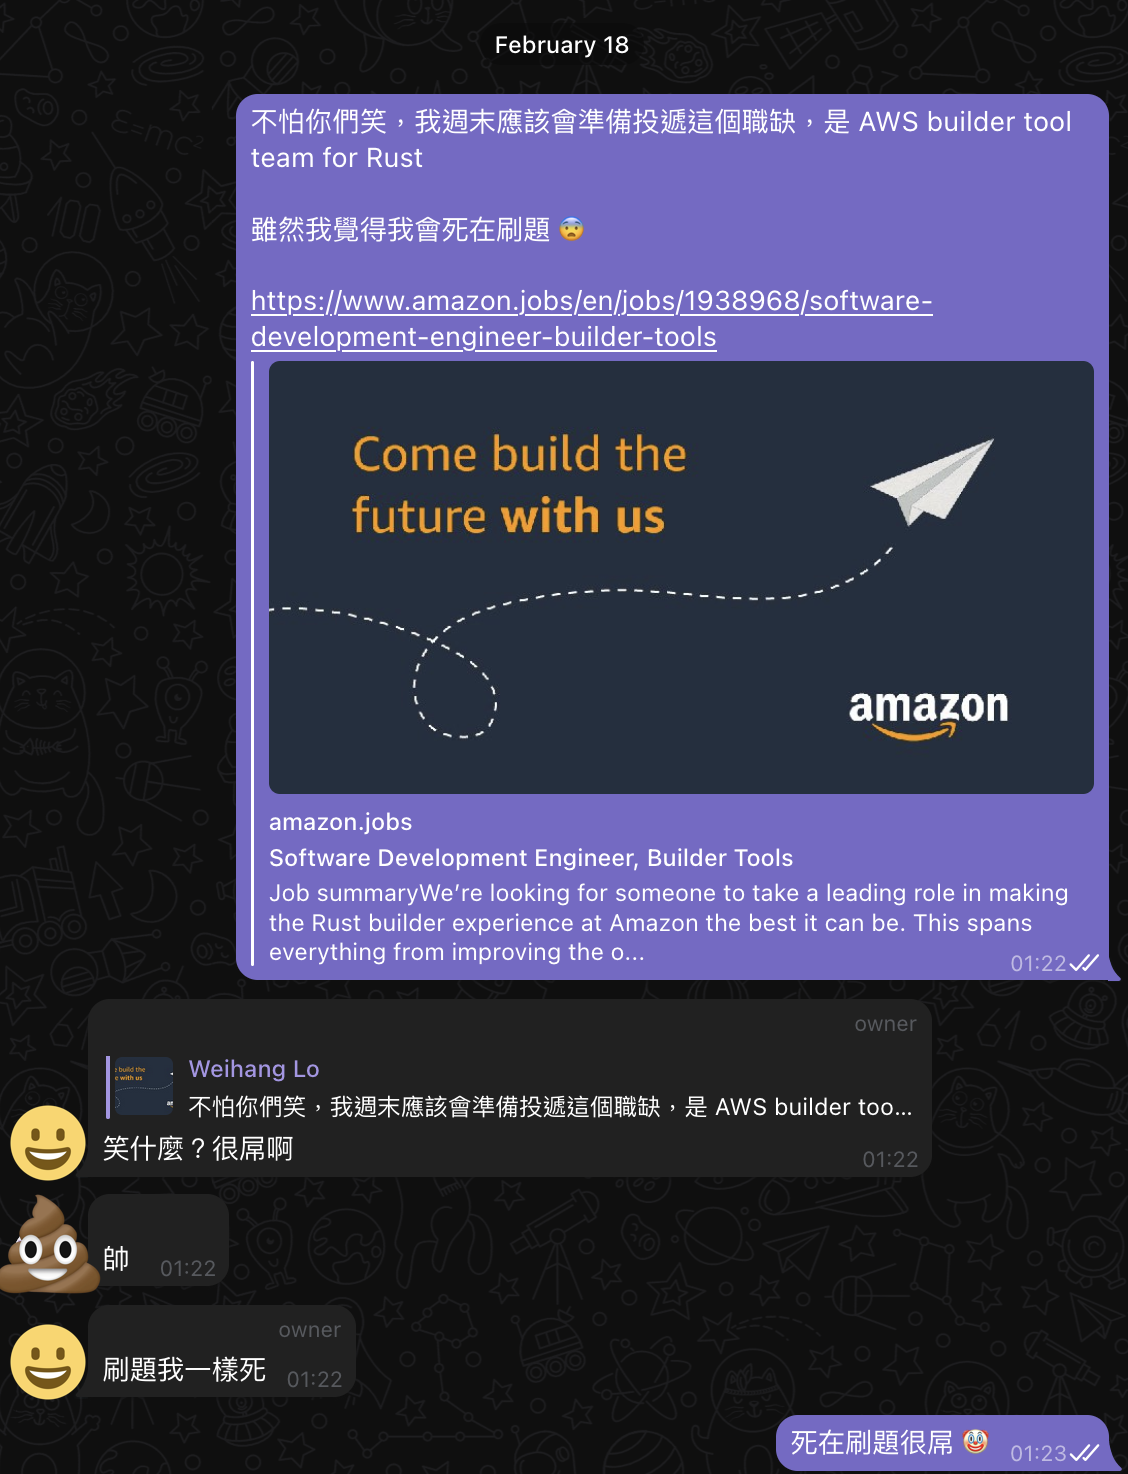 February 18
不怕你們笑，我週末應該會準備投遞這個職缺，是 AWS builder tool
team for Rust
雖然我覺得我會死在刷題 😨
https://www.amazon.jobs/en/jobs/1938968/software-
development-engineer-builder-tools
Come build the
future with us
amazon
amazon.jobs
Software Development Engineer, Builder Tools
Job summaryWe’re looking for someone to take a leading role in making
the Rust builder experience at Amazon the best it can be. This spans
everything from improving the o...
01:22
owner
Weihang Lo
不怕你們笑，我週末應該會準備投遞這個職缺，是 AWS builder too...
笑什麼？很屌啊
01:22
帥 01:22
owner
刷題我一樣死 01:22
死在刷題很屌 🤡 01:23